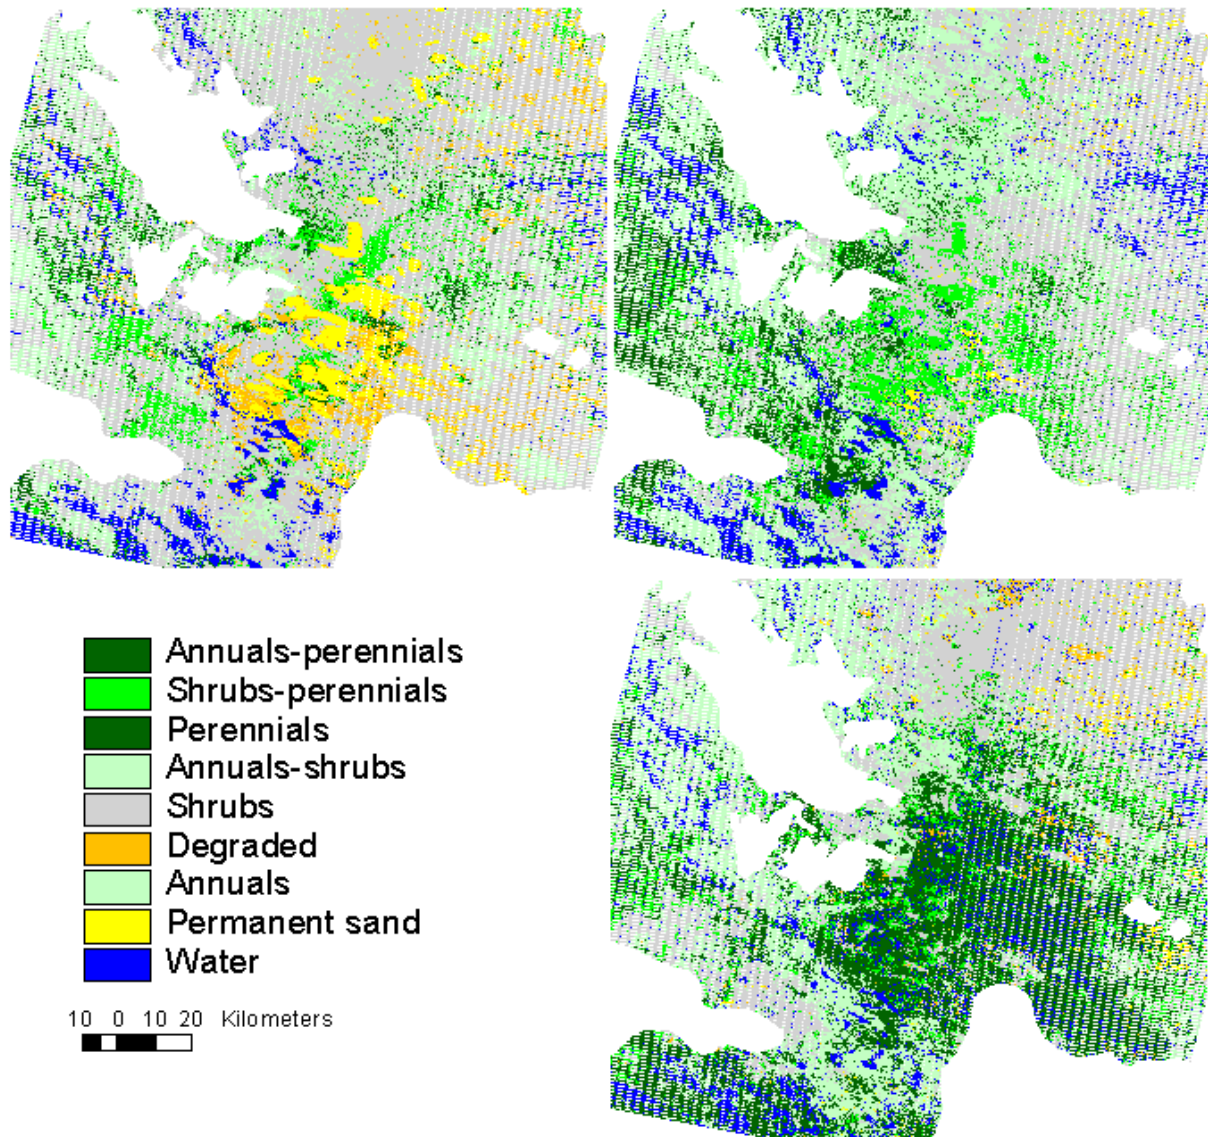 Annuals-perennials
Shrubs-perennials
Perennials
Annuals-shrubs
Shrubs
Degraded
Annuals
Permanent sand
Water
10 0 10 20 Kilometers